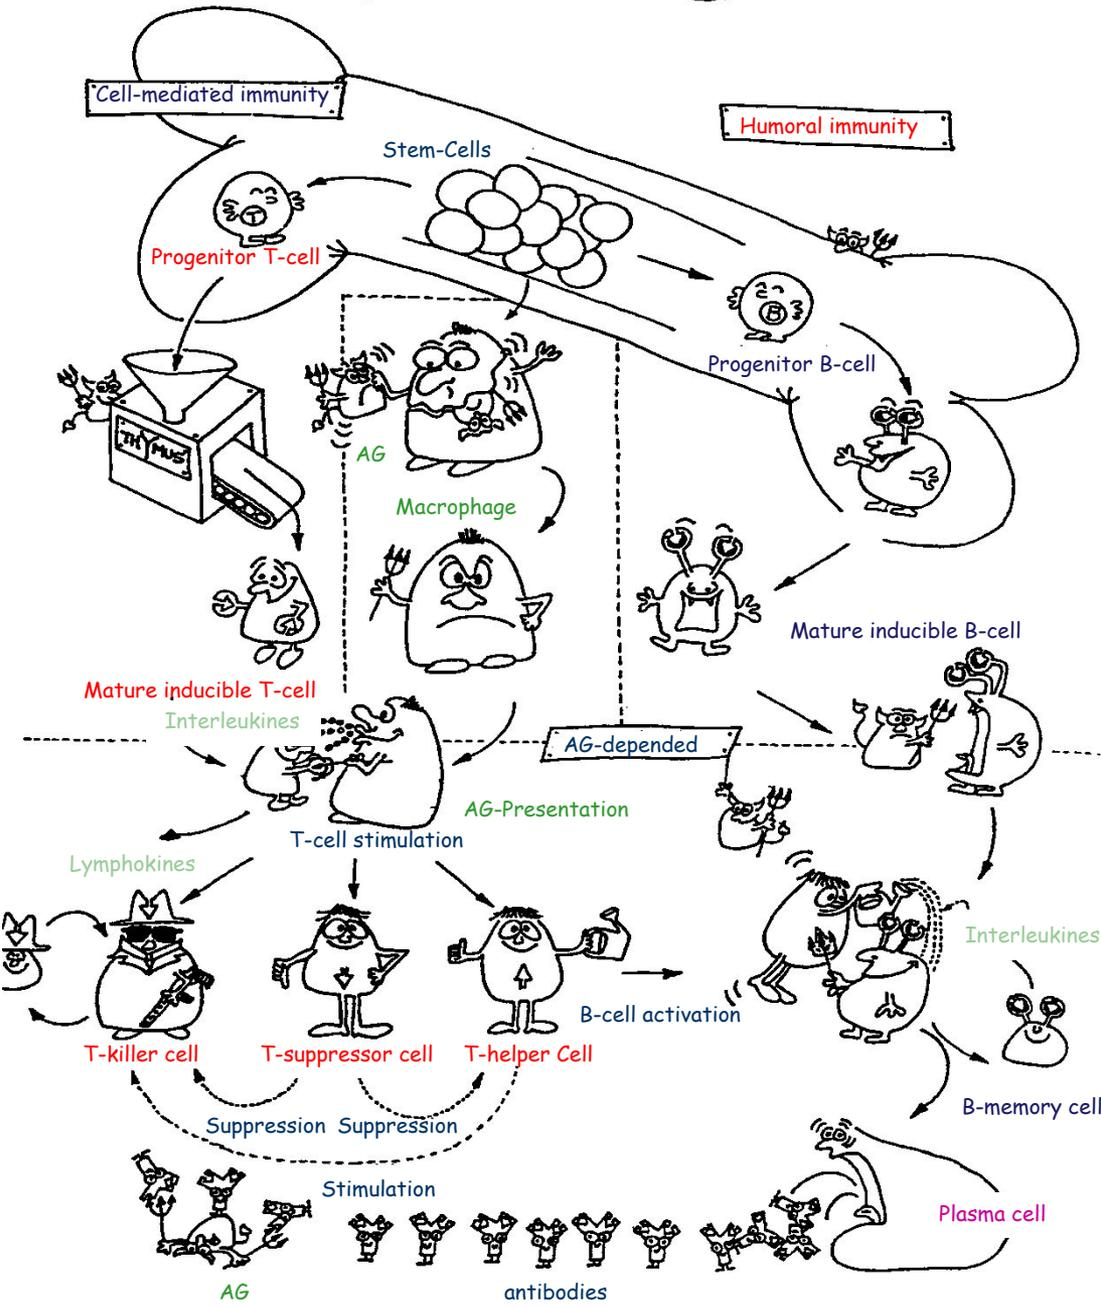 Cell-mediated immunity
Humoral immunity
Stem-Cells
T
Progenitor T-cell
B
Progenitor B-cell
THYMUS
AG
Macrophage
Mature inducible B-cell
Mature inducible T-cell
Interleukines
AG-depended
AG-Presentation
T-cell stimulation
Lymphokines
Interleukines
B-cell activation
T-killer cell
T-suppressor cell
T-helper Cell
B-memory cell
Suppression
Suppression
Stimulation
Plasma cell
AG
antibodies